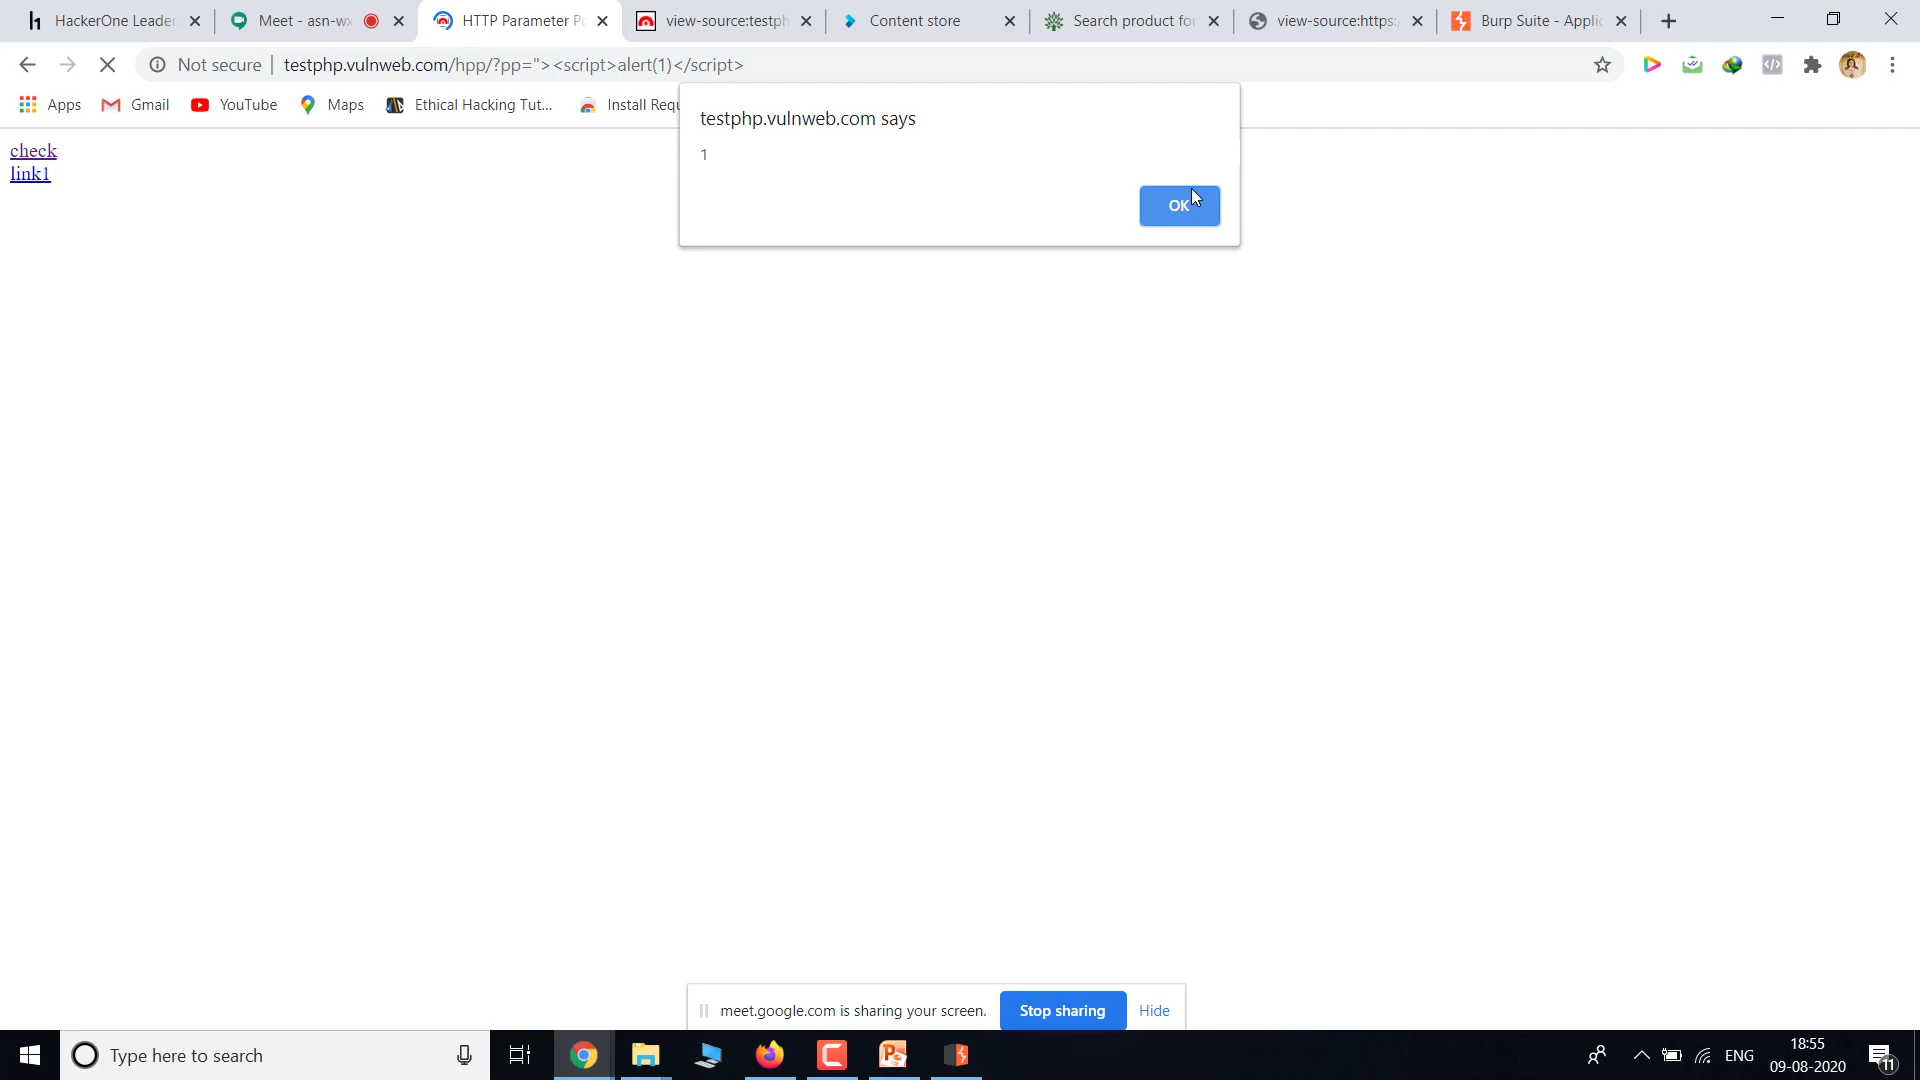 HackerOne Leader
Meet - asn-wx
HTTP Parameter Po
view-source:testph
Content store
Search product for
view-source:https:/
Burp Suite - Applic
Not secure | testphp.vulnweb.com/hpp/?pp="><script>alert(1)</script>
Apps
Gmail
YouTube
Maps
Ethical Hacking Tut...
Install Requ
testphp.vulnweb.com says
1
OK
check
link1
meet.google.com is sharing your screen.
Stop sharing
Hide
Type here to search
ENG
18:55
09-08-2020
11